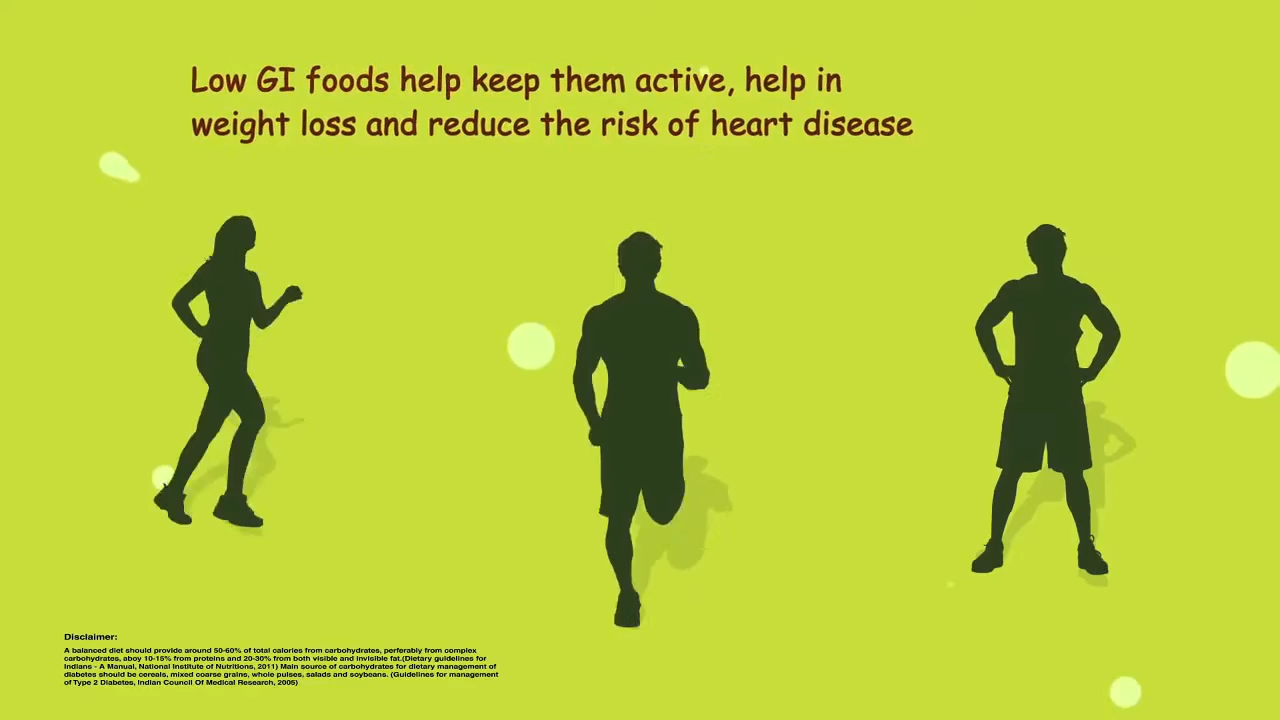 Low GI foods help keep them active, help in
weight loss and reduce the risk of heart disease
Disclaimer:
A balanced diet should provide around 50-60% of total calories from carbohydrates, perferably from complex
carbohydrates, aboy 10-15% from proteins and 20-30% from both visible and invisible fat.(Dietary guidelines for
Indians - A Manual, National Institute of Nutritions, 2011) Main source of carbohydrates for dietary management of
diabetes should be cereals, mixed coarse grains, whole pulses, salads and soybeans. (Guidelines for management
of Type 2 Diabetes, Indian Council Of Medical Research, 2005)